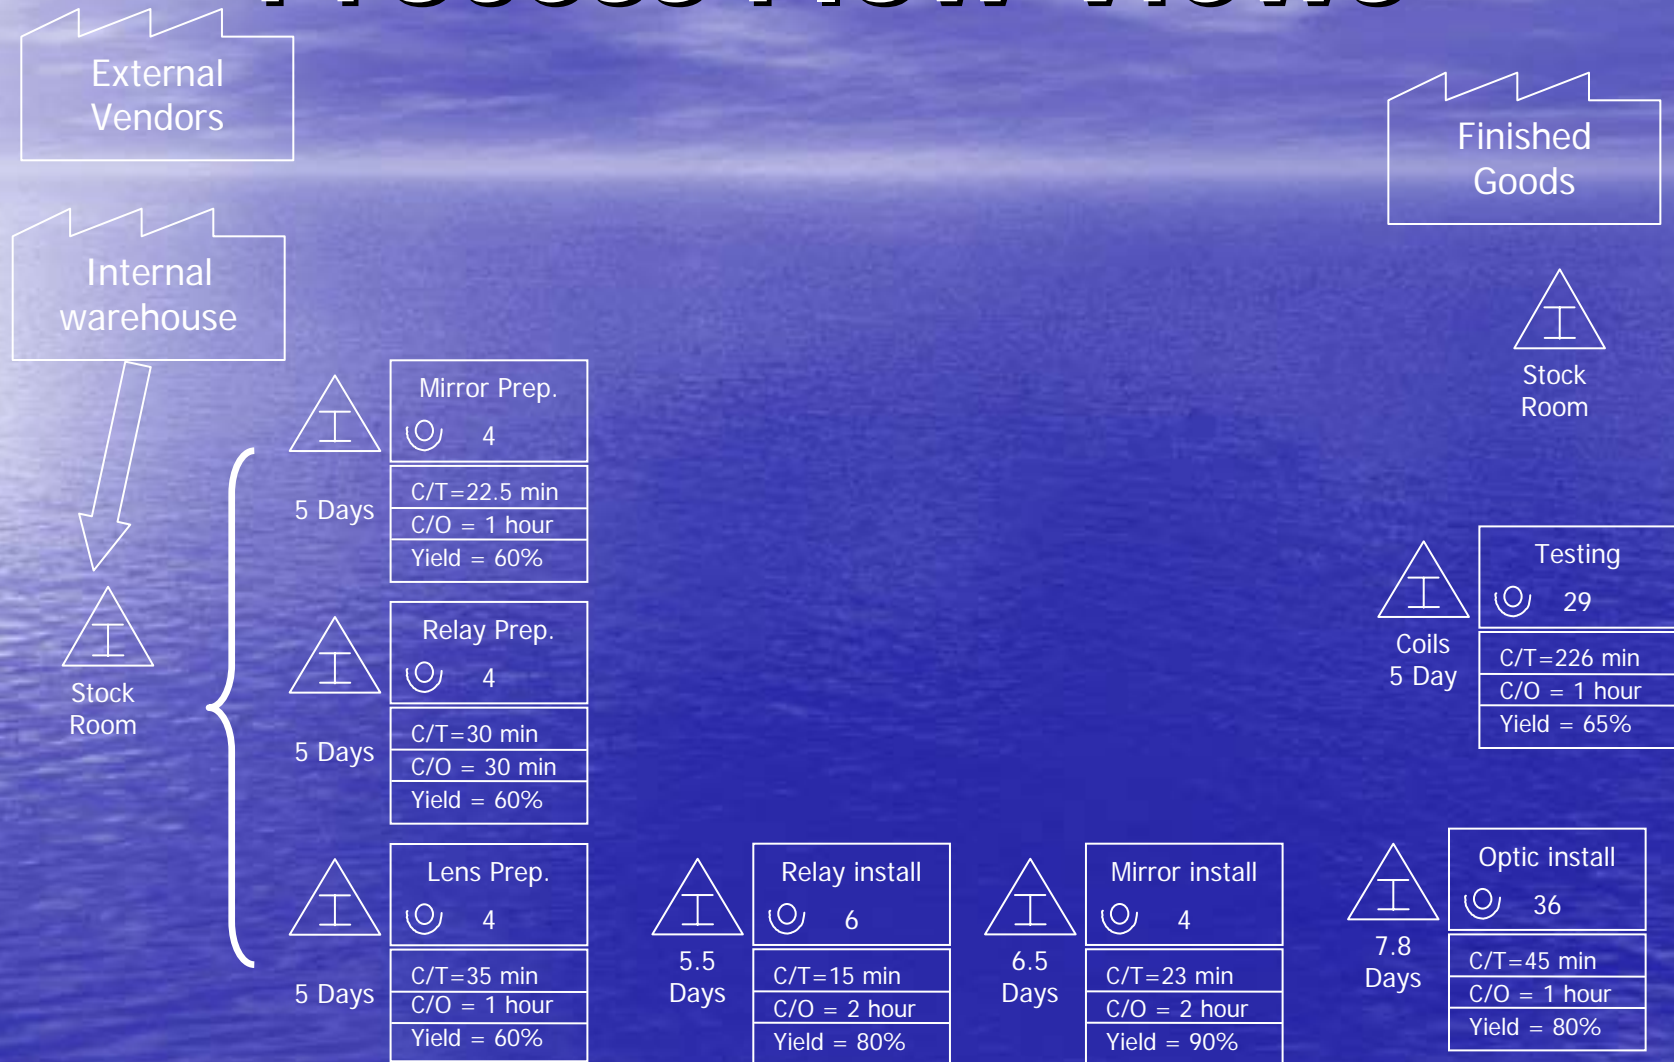 Process Flow Views
External
Vendors
Finished
Goods
Internal
warehouse
I
Stock
Room
I
Stock
Room
I
5 Days
Mirror Prep.
4
C/T=22.5 min
C/O = 1 hour
Yield = 60%
I
5 Days
Relay Prep.
4
C/T=30 min
C/O = 30 min
Yield = 60%
I
5 Days
Lens Prep.
4
C/T=35 min
C/O = 1 hour
Yield = 60%
I
5.5
Days
Relay install
6
C/T=15 min
C/O = 2 hour
Yield = 80%
I
6.5
Days
Mirror install
4
C/T=23 min
C/O = 2 hour
Yield = 90%
I
7.8
Days
Optic install
36
C/T=45 min
C/O = 1 hour
Yield = 80%
I
Coils
5 Day
Testing
29
C/T=226 min
C/O = 1 hour
Yield = 65%